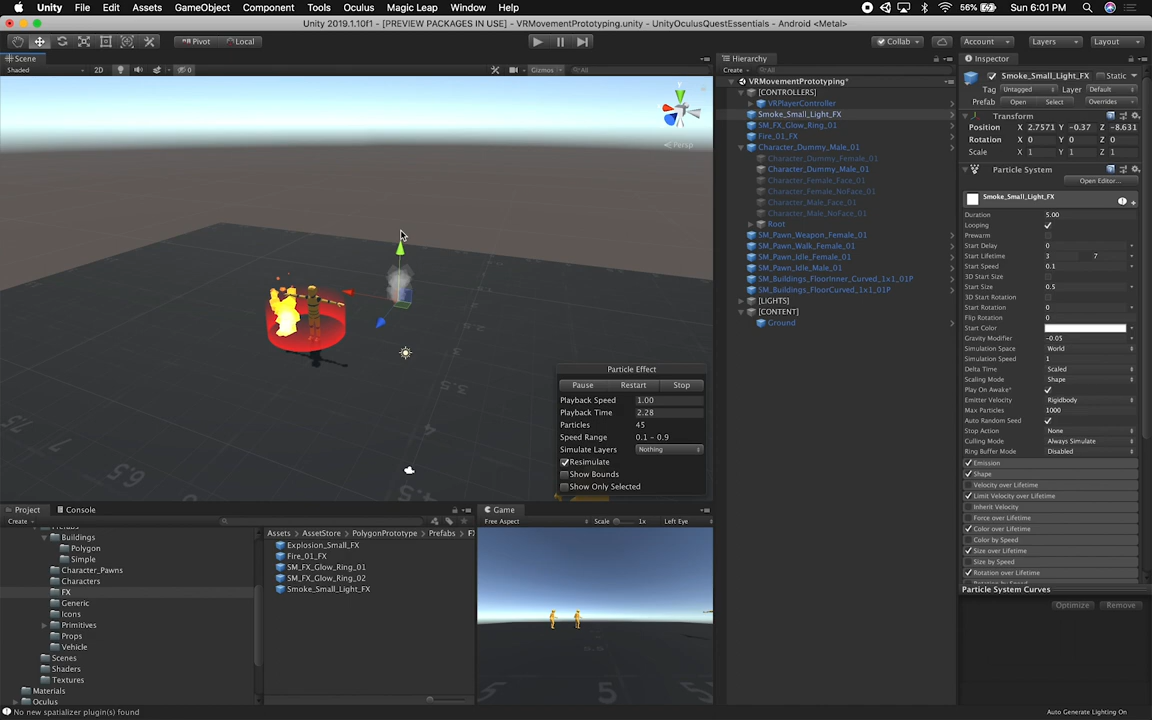 Unity File Edit Assets GameObject Component Tools Oculus Magic Leap Window Help 56% Sun 6:01 PM
Unity 2019.1.10f1 - [PREVIEW PACKAGES IN USE] - VRMovementPrototyping.unity - UnityOculusQuestEssentials - Android <Metal>
Pivot Local Collab Account Layers Layout
Scene
Shaded 2D 0 Gizmos All
Persp
Particle Effect
Pause Restart Stop
Playback Speed 1.00
Playback Time 2.28
Particles 45
Speed Range 0.1 - 0.9
Simulate Layers Nothing
Resimulate
Show Bounds
Show Only Selected
Hierarchy
Create All
VRMovementPrototyping*
[CONTROLLERS]
VRPlayerController
Smoke_Small_Light_FX
SM_FX_Glow_Ring_01
Fire_01_FX
Character_Dummy_Male_01
Character_Dummy_Female_01
Character_Dummy_Male_01
Character_Female_Face_01
Character_Female_NoFace_01
Character_Male_Face_01
Character_Male_NoFace_01
Root
SM_Pawn_Weapon_Female_01
SM_Pawn_Walk_Female_01
SM_Pawn_Idle_Female_01
SM_Pawn_Idle_Male_01
SM_Buildings_FloorInner_Curved_1x1_01P
SM_Buildings_FloorCurved_1x1_01P
[LIGHTS]
[CONTENT]
Ground
Inspector
Smoke_Small_Light_FX Static
Tag Untagged Layer Default
Prefab Open Select Overrides
Transform
Position X 2.7571 Y -0.37 Z -8.631
Rotation X 0 Y 0 Z 0
Scale X 1 Y 1 Z 1
Particle System
Open Editor...
Smoke_Small_Light_FX
Duration 5.00
Looping
Prewarm
Start Delay 0
Start Lifetime 3 7
Start Speed 0.1
3D Start Size
Start Size 0.5
3D Start Rotation
Start Rotation 0
Flip Rotation 0
Start Color
Gravity Modifier -0.05
Simulation Space World
Simulation Speed 1
Delta Time Scaled
Scaling Mode Shape
Play On Awake*
Emitter Velocity Rigidbody
Max Particles 1000
Auto Random Seed
Stop Action None
Culling Mode Always Simulate
Ring Buffer Mode Disabled
Emission
Shape
Velocity over Lifetime
Limit Velocity over Lifetime
Inherit Velocity
Force over Lifetime
Color over Lifetime
Color by Speed
Size over Lifetime
Size by Speed
Rotation over Lifetime
Particle System Curves
Optimize Remove
Project Console
Create
Buildings
Polygon
Simple
Character_Pawns
Characters
FX
Generic
Icons
Primitives
Props
Vehicle
Scenes
Shaders
Textures
Materials
Oculus
Assets > AssetStore > PolygonPrototype > Prefabs > FX
Explosion_Small_FX
Fire_01_FX
SM_FX_Glow_Ring_01
SM_FX_Glow_Ring_02
Smoke_Small_Light_FX
Game
Free Aspect Scale 1x Left Eye
No new spatializer plugin(s) found
Auto Generate Lighting On